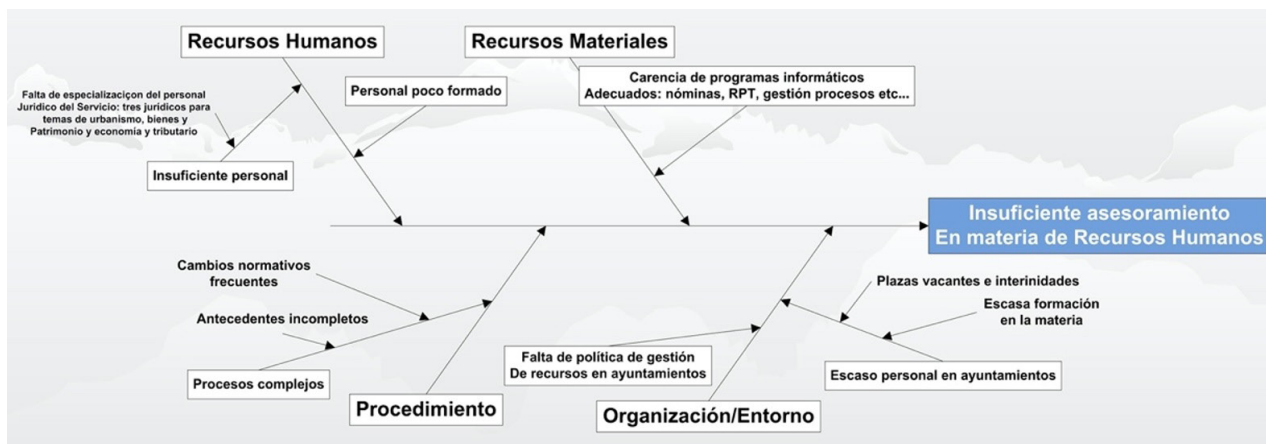 Recursos Humanos
Recursos Materiales
Carencia de programas informáticos
Adecuados: nóminas, RPT, gestión procesos etc...
Personal poco formado
Falta de especializaciçon del personal
Juridico del Servicio: tres jurídicos para
temas de urbanismo, bienes y
Patrimonio y economía y tributario
Insuficiente personal
Insuficiente asesoramiento
En materia de Recursos Humanos
Cambios normativos
frecuentes
Antecedentes incompletos
Procesos complejos
Procedimiento
Plazas vacantes e interinidades
Escasa formación
en la materia
Falta de política de gestión
De recursos en ayuntamientos
Escaso personal en ayuntamientos
Organización/Entorno